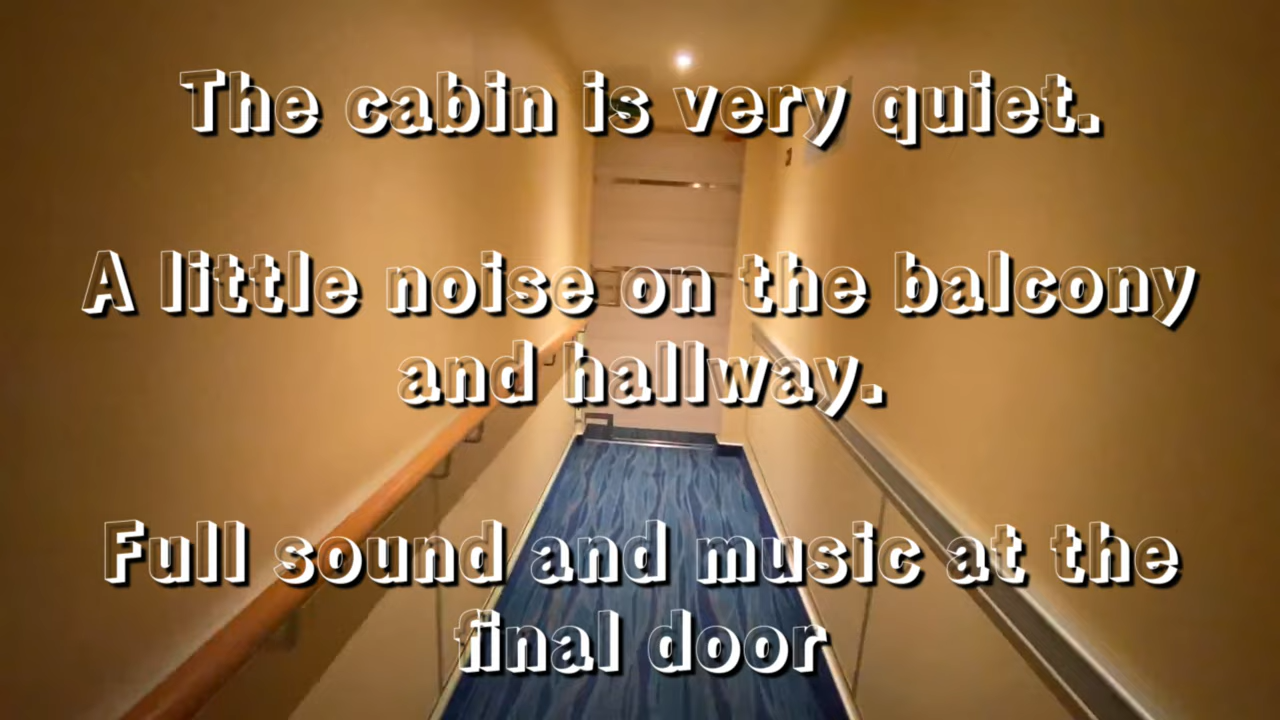 The cabin is very quiet.
A little noise on the balcony
and hallway.
Full sound and music at the
final door